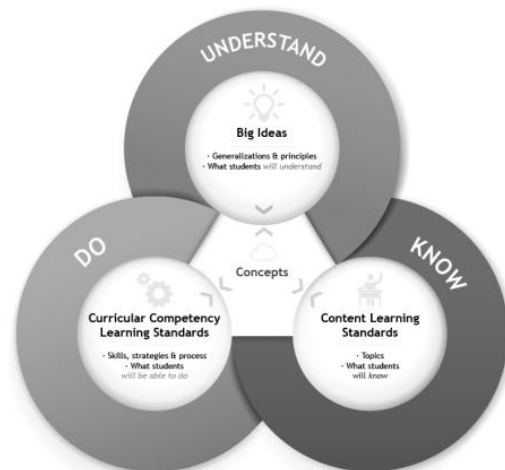 UNDERSTAND
Big Ideas
· Generalizations & principles
· What students will understand
DO
KNOW
Concepts
Curricular Competency
Learning Standards
· Skills, strategies & process
· What students
will be able to do
Content Learning
Standards
· Topics
· What students
will know